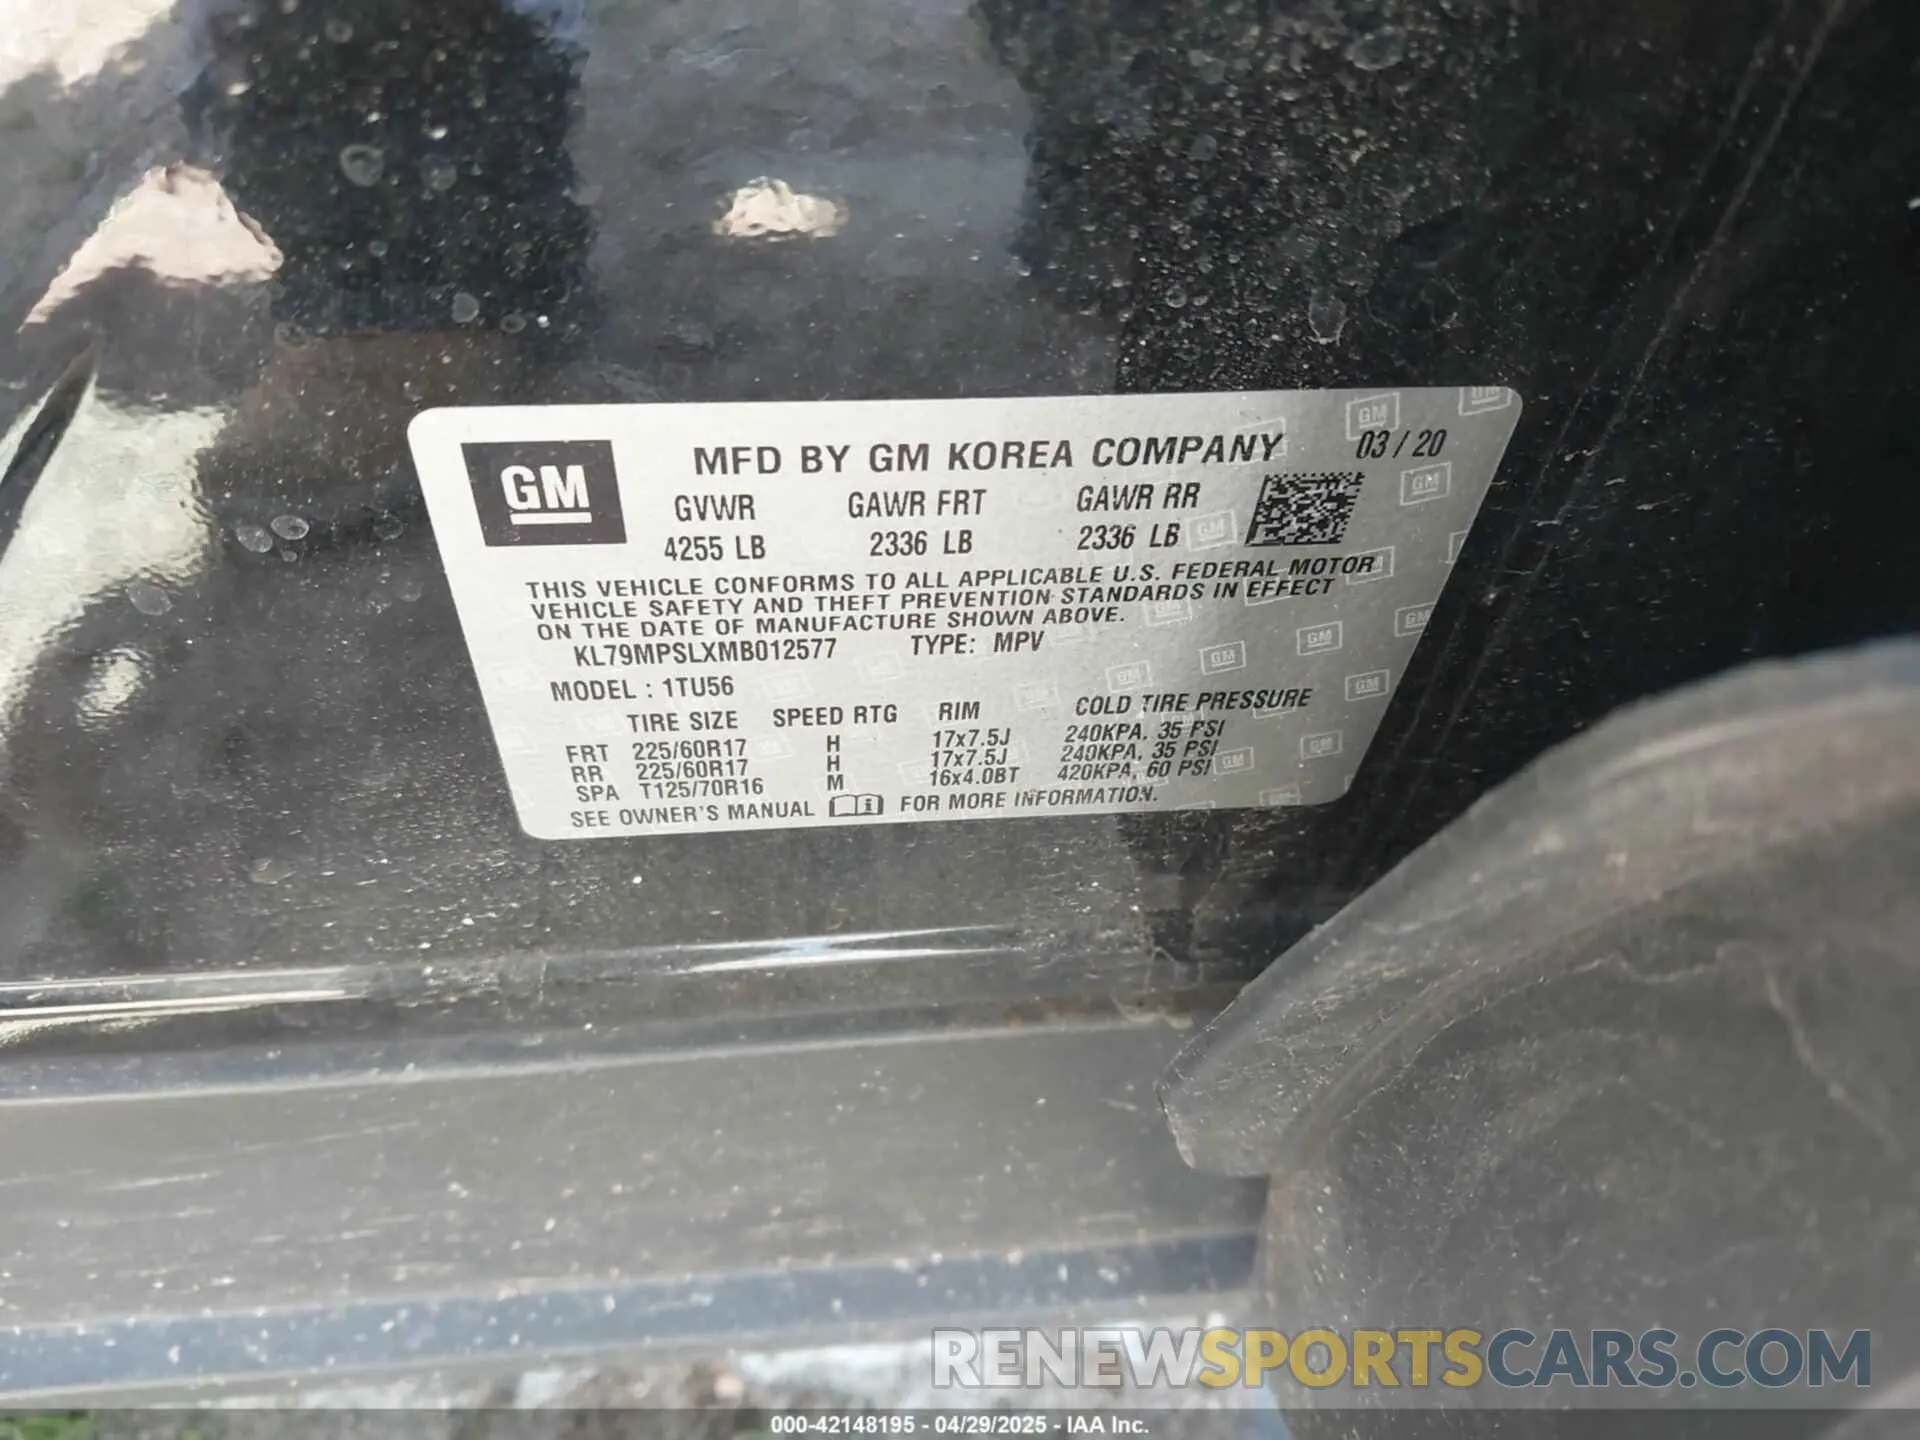 GM
MFD BY GM KOREA COMPANY 03 / 20
GVWR GAWR FRT GAWR RR
4255 LB 2336 LB 2336 LB
THIS VEHICLE CONFORMS TO ALL APPLICABLE U.S. FEDERAL MOTOR
VEHICLE SAFETY AND THEFT PREVENTION STANDARDS IN EFFECT
ON THE DATE OF MANUFACTURE SHOWN ABOVE.
KL79MPSLXMB012577 TYPE: MPV
MODEL : 1TU56
TIRE SIZE SPEED RTG RIM COLD TIRE PRESSURE
FRT 225/60R17 H 17x7.5J 240KPA, 35 PSI
RR 225/60R17 H 17x7.5J 240KPA, 35 PSI
SPA T125/70R16 M 16x4.0BT 420KPA, 60 PSI
SEE OWNER'S MANUAL FOR MORE INFORMATION.
RENEWSPORTSCARS.COM
000-42148195 - 04/29/2025 - IAA Inc.